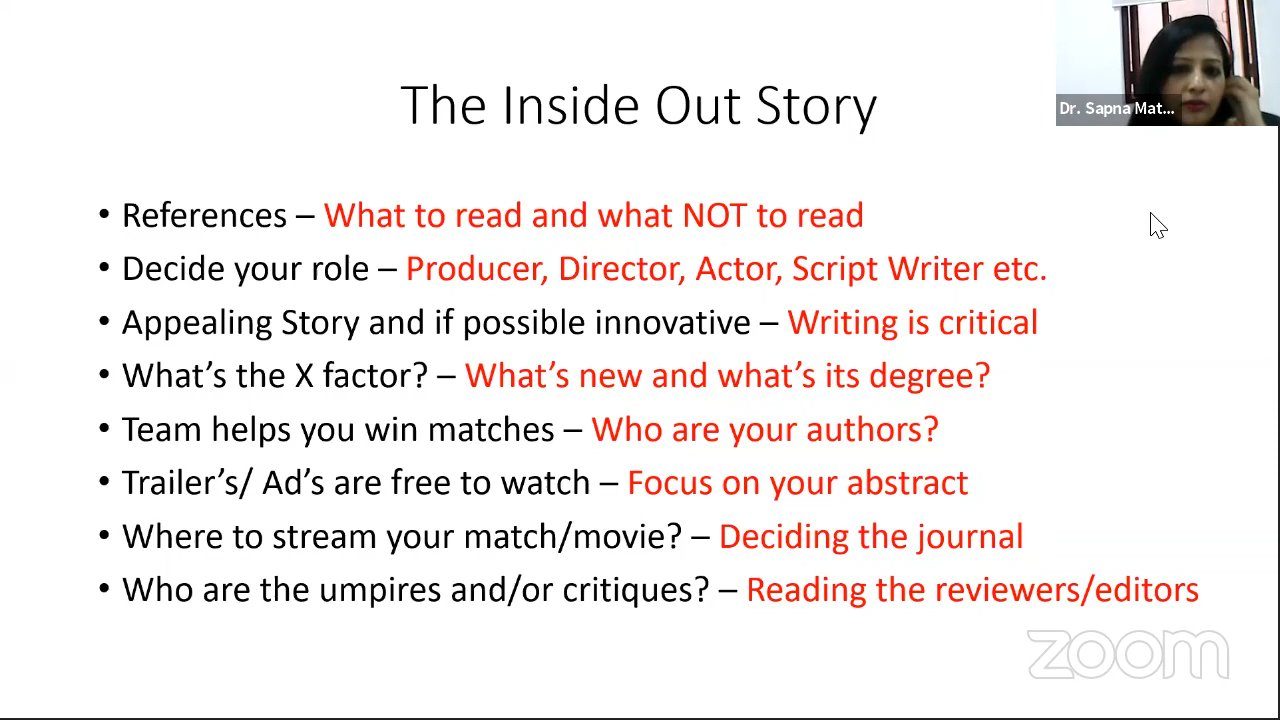 The Inside Out Story
Dr. Sapna Mat...
• References – What to read and what NOT to read
• Decide your role – Producer, Director, Actor, Script Writer etc.
• Appealing Story and if possible innovative – Writing is critical
• What’s the X factor? – What’s new and what’s its degree?
• Team helps you win matches – Who are your authors?
• Trailer’s/ Ad’s are free to watch – Focus on your abstract
• Where to stream your match/movie? – Deciding the journal
• Who are the umpires and/or critiques? – Reading the reviewers/editors
zoom